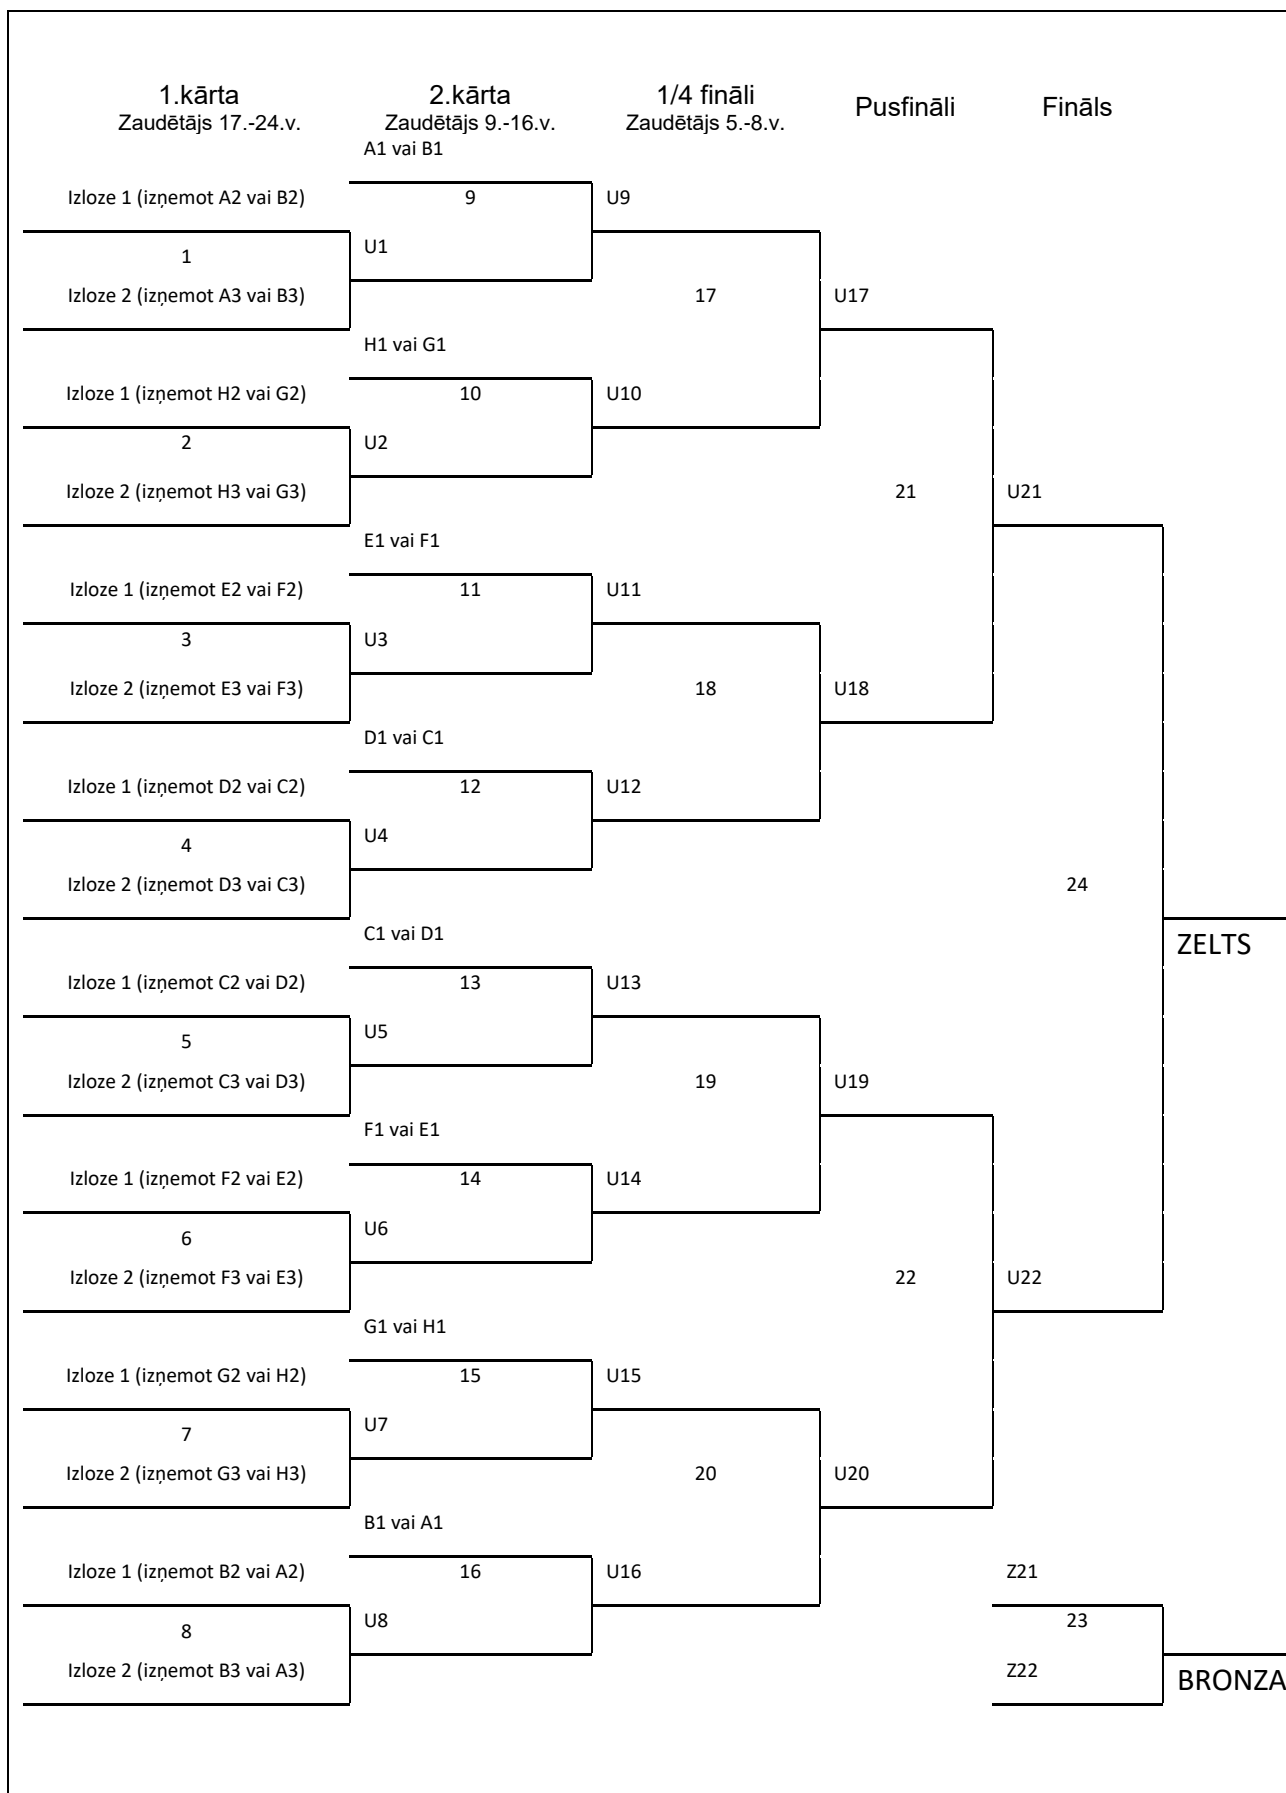 1.kārta
Zaudētājs 17.-24.v.
2.kārta
Zaudētājs 9.-16.v.
1/4 fināli
Zaudētājs 5.-8.v.
Pusfināli
Fināls
A1 vai B1
Izloze 1 (izņemot A2 vai B2)
9
U9
1
U1
Izloze 2 (izņemot A3 vai B3)
17
U17
H1 vai G1
Izloze 1 (izņemot H2 vai G2)
10
U10
2
U2
Izloze 2 (izņemot H3 vai G3)
21
U21
E1 vai F1
Izloze 1 (izņemot E2 vai F2)
11
U11
3
U3
Izloze 2 (izņemot E3 vai F3)
18
U18
D1 vai C1
Izloze 1 (izņemot D2 vai C2)
12
U12
4
U4
Izloze 2 (izņemot D3 vai C3)
24
C1 vai D1
ZELTS
Izloze 1 (izņemot C2 vai D2)
13
U13
5
U5
Izloze 2 (izņemot C3 vai D3)
19
U19
F1 vai E1
Izloze 1 (izņemot F2 vai E2)
14
U14
6
U6
Izloze 2 (izņemot F3 vai E3)
22
U22
G1 vai H1
Izloze 1 (izņemot G2 vai H2)
15
U15
7
U7
Izloze 2 (izņemot G3 vai H3)
20
U20
B1 vai A1
Izloze 1 (izņemot B2 vai A2)
16
U16
Z21
8
U8
23
Izloze 2 (izņemot B3 vai A3)
Z22
BRONZA